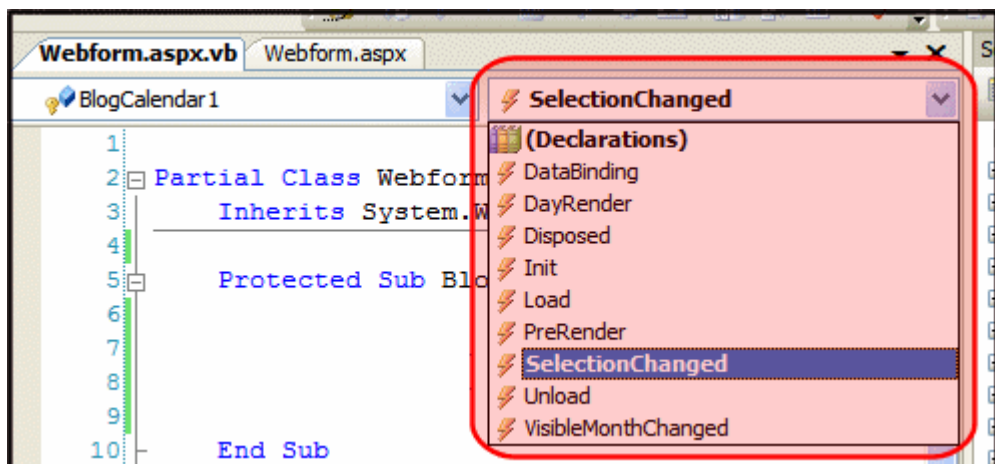 Webform.aspx.vb Webform.aspx
BlogCalendar1 SelectionChanged
(Declarations)
DataBinding
DayRender
Disposed
Init
Load
PreRender
SelectionChanged
Unload
VisibleMonthChanged
1
2 Partial Class Webform
3 Inherits System.W
4
5 Protected Sub Blo
6
7
8
9
10 End Sub